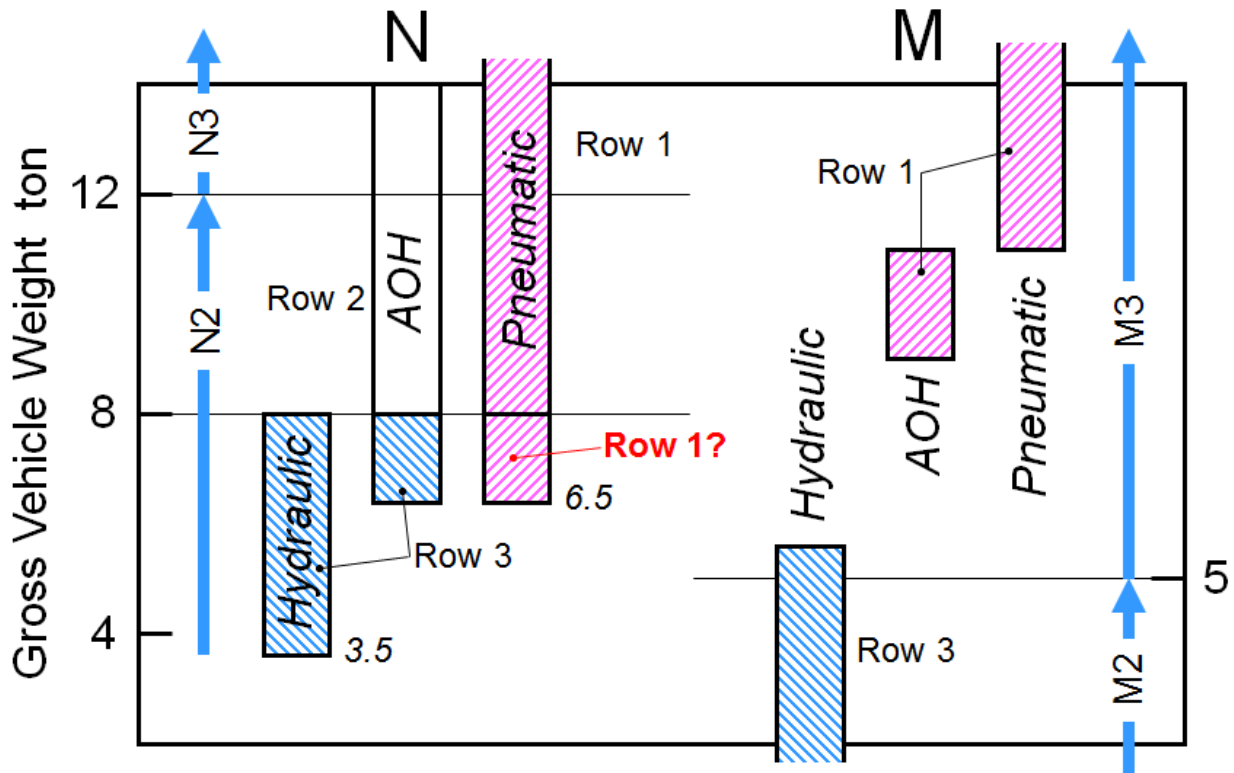 N
M
Gross Vehicle Weight ton
12
8
4
N3
N2
Row 2
Hydraulic
3.5
AOH
Row 3
Pneumatic
Row 1
Row 1?
6.5
Row 1
Hydraulic
AOH
Pneumatic
Row 3
M3
M2
5